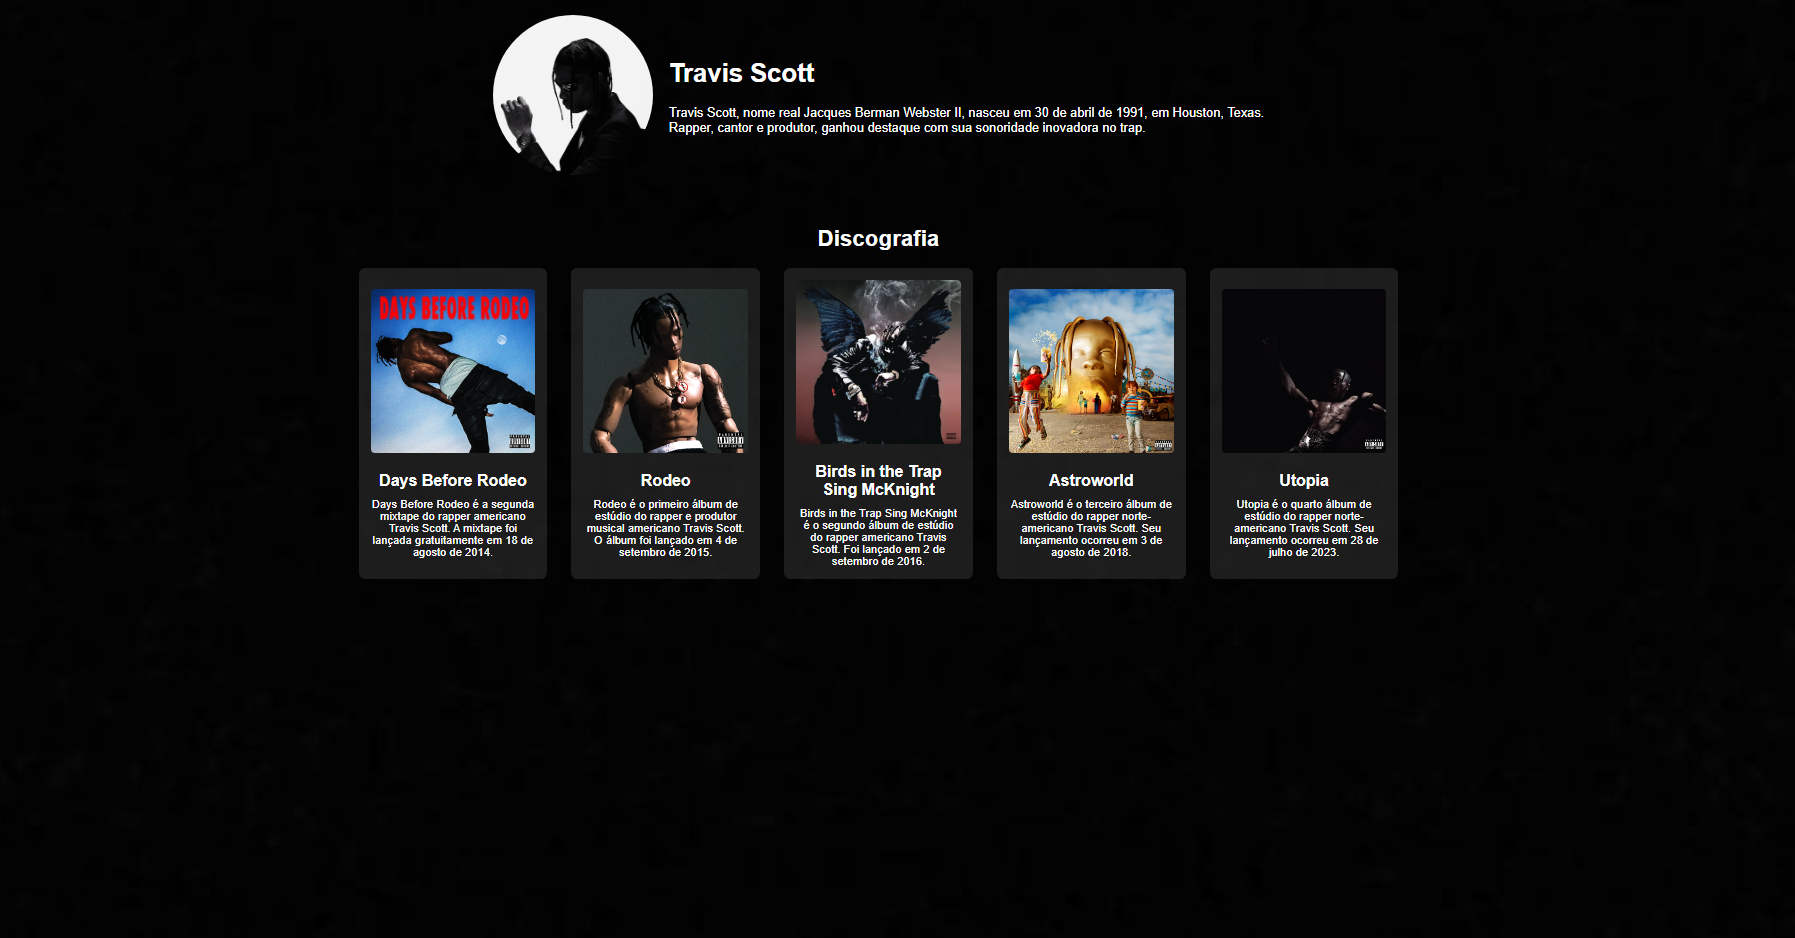 Travis Scott
Travis Scott, nome real Jacques Berman Webster II, nasceu em 30 de abril de 1991, em Houston, Texas.
Rapper, cantor e produtor, ganhou destaque com sua sonoridade inovadora no trap.
Discografia
DAYS BEFORE RODEO
Days Before Rodeo
Days Before Rodeo é a segunda
mixtape do rapper americano
Travis Scott. A mixtape foi
lançada gratuitamente em 18 de
agosto de 2014.
Rodeo
Rodeo é o primeiro álbum de
estúdio do rapper e produtor
musical americano Travis Scott.
O álbum foi lançado em 4 de
setembro de 2015.
Birds in the Trap
Sing McKnight
Birds in the Trap Sing McKnight
é o segundo álbum de estúdio
do rapper americano Travis
Scott. Foi lançado em 2 de
setembro de 2016.
Astroworld
Astroworld é o terceiro álbum de
estúdio do rapper norte-
americano Travis Scott. Seu
lançamento ocorreu em 3 de
agosto de 2018.
Utopia
Utopia é o quarto álbum de
estúdio do rapper norte-
americano Travis Scott. Seu
lançamento ocorreu em 28 de
julho de 2023.